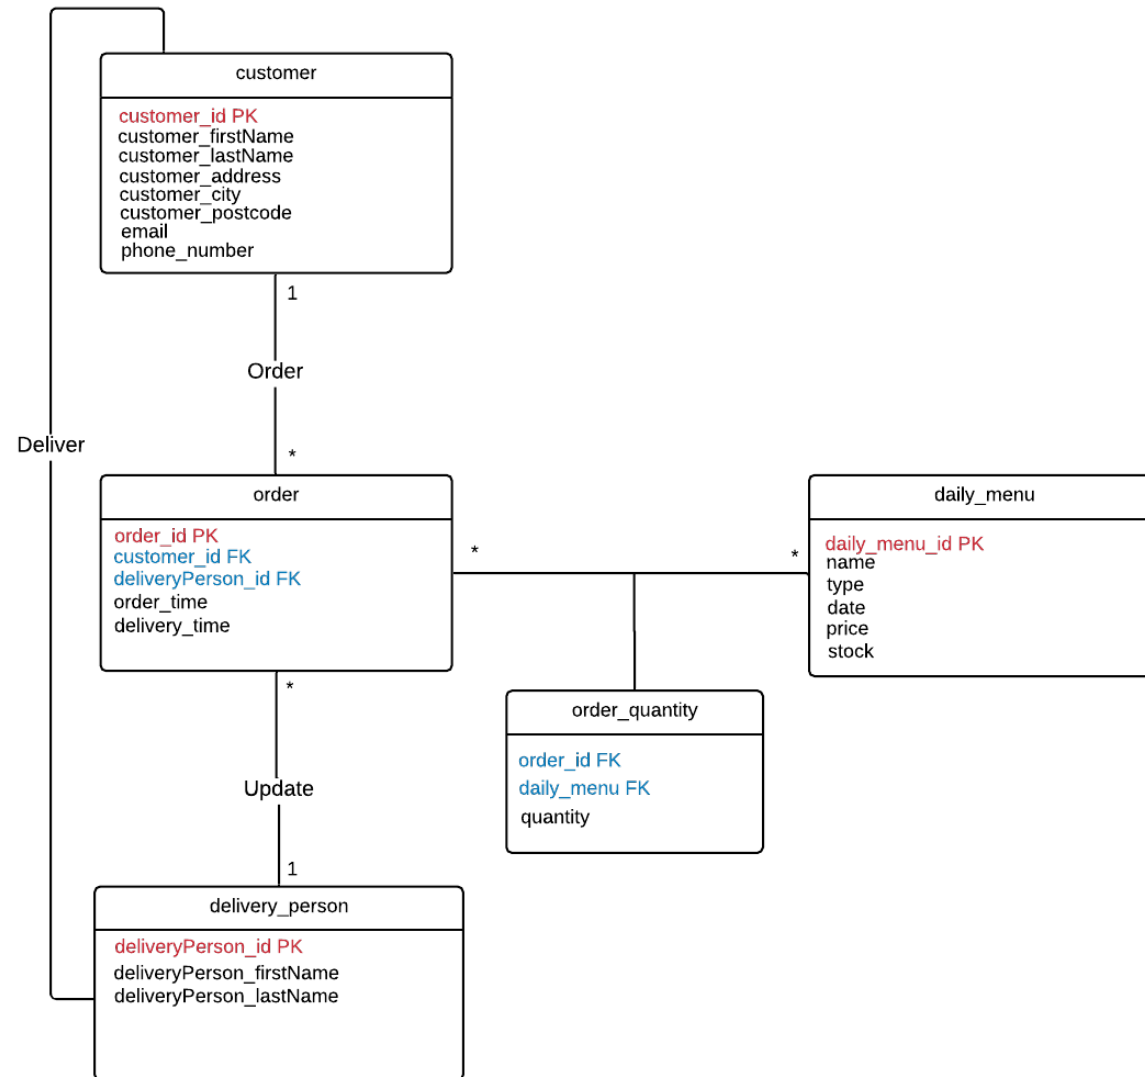 customer
customer_id PK
customer_firstName
customer_lastName
customer_address
customer_city
customer_postcode
email
phone_number
1
Order
Deliver
*
order
order_id PK
customer_id FK
deliveryPerson_id FK
order_time
delivery_time
*
*
daily_menu
daily_menu_id PK
name
type
date
price
stock
order_quantity
order_id FK
daily_menu FK
quantity
*
Update
1
delivery_person
deliveryPerson_id PK
deliveryPerson_firstName
deliveryPerson_lastName